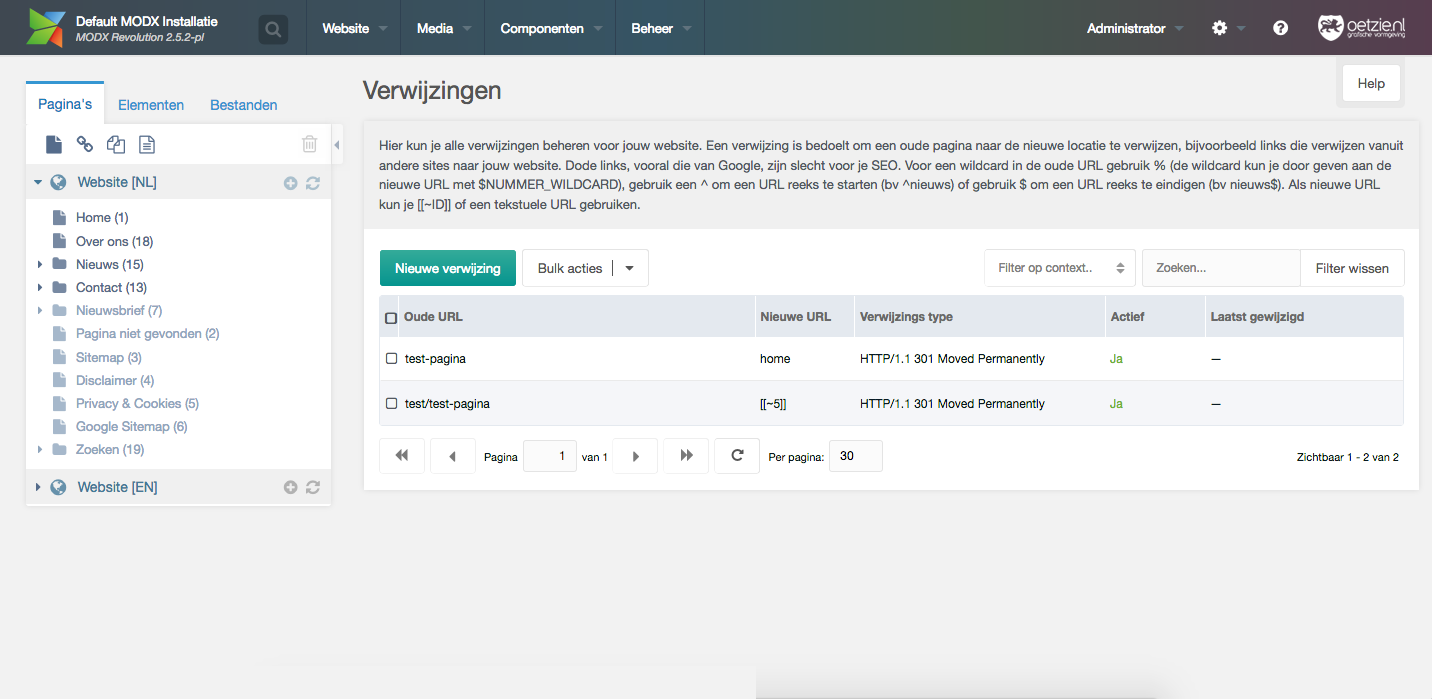 Default MODX Installatie
MODX Revolution 2.5.2-pl
Website
Media
Componenten
Beheer
Administrator
oetzie.nl
grafische vormgeving
Pagina's
Elementen
Bestanden
Website [NL]
Home (1)
Over ons (18)
Nieuws (15)
Contact (13)
Nieuwsbrief (7)
Pagina niet gevonden (2)
Sitemap (3)
Disclaimer (4)
Privacy & Cookies (5)
Google Sitemap (6)
Zoeken (19)
Website [EN]
Verwijzingen
Help
Hier kun je alle verwijzingen beheren voor jouw website. Een verwijzing is bedoelt om een oude pagina naar de nieuwe locatie te verwijzen, bijvoorbeeld links die verwijzen vanuit
andere sites naar jouw website. Dode links, vooral die van Google, zijn slecht voor je SEO. Voor een wildcard in de oude URL gebruik % (de wildcard kun je door geven aan de
nieuwe URL met $NUMMER_WILDCARD), gebruik een ^ om een URL reeks te starten (bv ^nieuws) of gebruik $ om een URL reeks te eindigen (bv nieuws$). Als nieuwe URL
kun je [[~ID]] of een tekstuele URL gebruiken.
Nieuwe verwijzing
Bulk acties
Filter op context..
Zoeken...
Filter wissen
Oude URL Nieuwe URL Verwijzings type Actief Laatst gewijzigd
test-pagina home HTTP/1.1 301 Moved Permanently Ja —
test/test-pagina [[~5]] HTTP/1.1 301 Moved Permanently Ja —
Pagina 1 van 1 Per pagina: 30 Zichtbaar 1 - 2 van 2